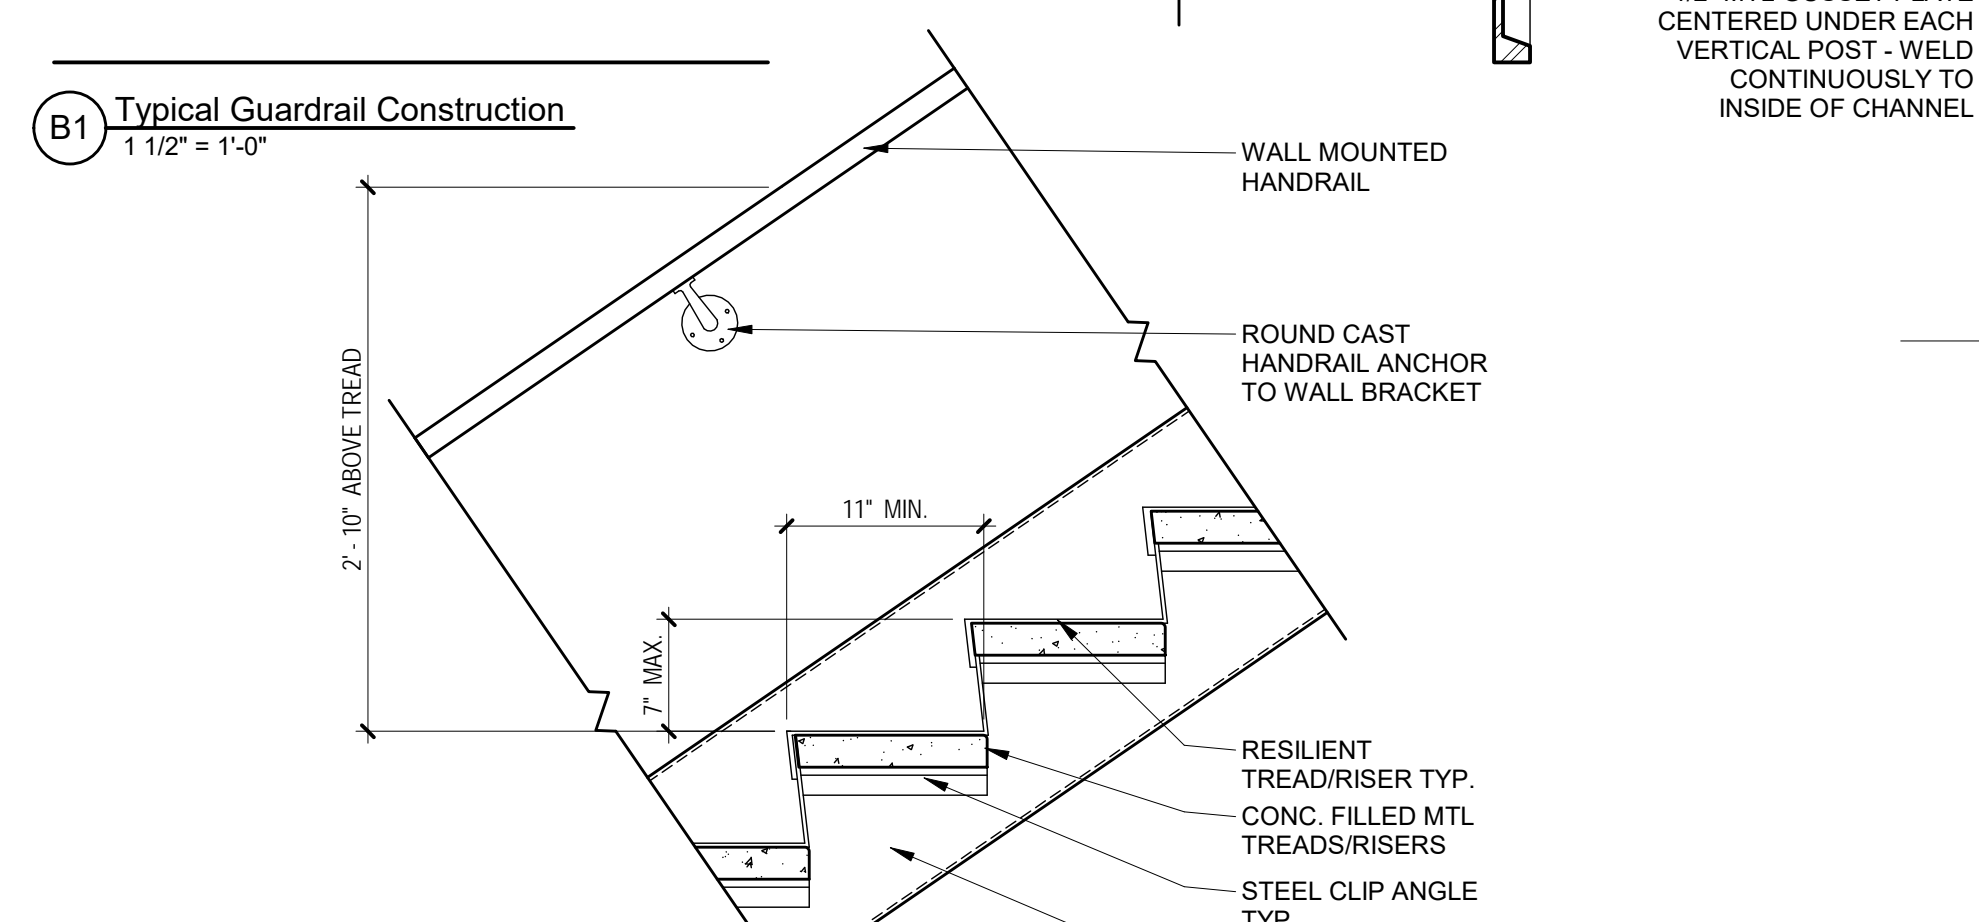 CENTERED UNDER EACH
VERTICAL POST - WELD
CONTINUOUSLY TO
INSIDE OF CHANNEL
B1
Typical Guardrail Construction
1 1/2" = 1'-0"
WALL MOUNTED
HANDRAIL
ROUND CAST
HANDRAIL ANCHOR
TO WALL BRACKET
2' - 10" ABOVE TREAD
11" MIN.
7" MAX.
RESILIENT
TREAD/RISER TYP.
CONC. FILLED MTL
TREADS/RISERS
STEEL CLIP ANGLE
TYP